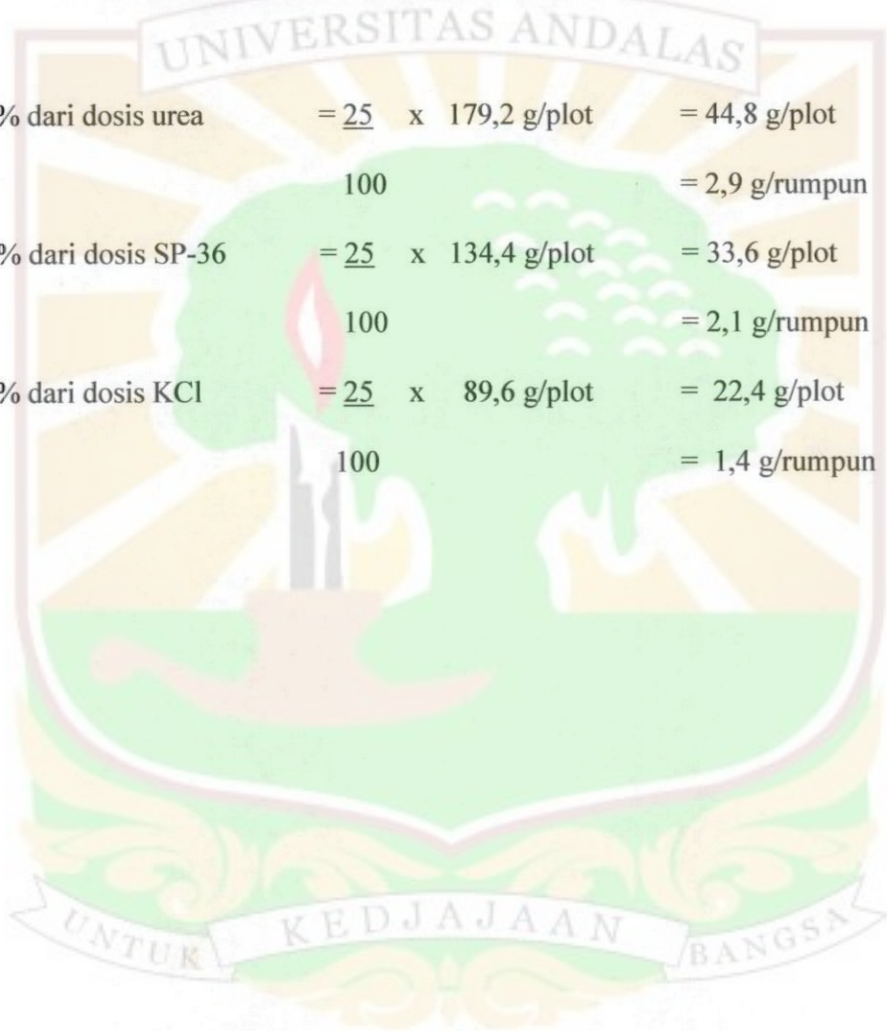 UNIVERSITAS ANDALAS
% dari dosis urea = 25 x 179,2 g/plot = 44,8 g/plot
100 = 2,9 g/rumpun
% dari dosis SP-36 = 25 x 134,4 g/plot = 33,6 g/plot
100 = 2,1 g/rumpun
% dari dosis KCl = 25 x 89,6 g/plot = 22,4 g/plot
100 = 1,4 g/rumpun
UNTUK KEDJAJAAN BANGSA